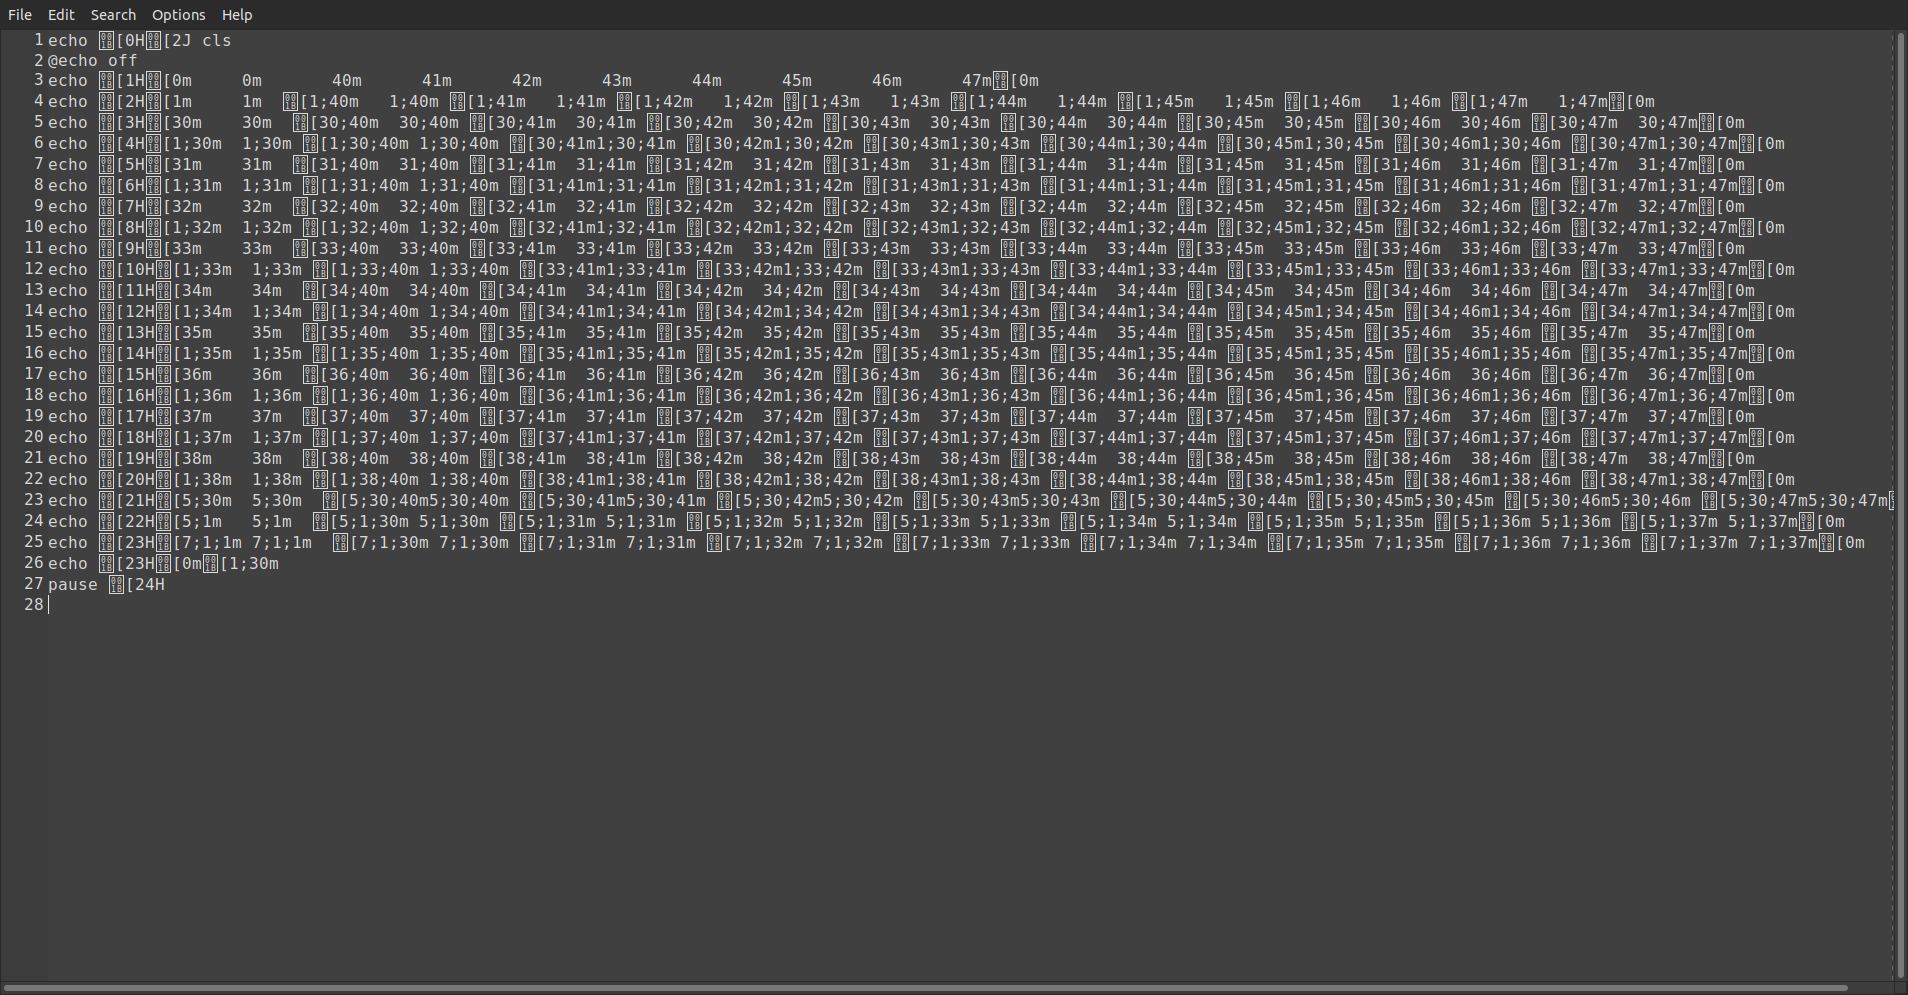 File Edit Search Options Help
1 echo ␛[0H␛[2J cls
2 @echo off
3 echo ␛[1H␛[0m     0m       40m      41m      42m      43m      44m      45m      46m      47m␛[0m
4 echo ␛[2H␛[1m     1m  ␛[1;40m   1;40m ␛[1;41m   1;41m ␛[1;42m   1;42m ␛[1;43m   1;43m ␛[1;44m   1;44m ␛[1;45m   1;45m ␛[1;46m   1;46m ␛[1;47m   1;47m␛[0m
5 echo ␛[3H␛[30m    30m  ␛[30;40m  30;40m ␛[30;41m  30;41m ␛[30;42m  30;42m ␛[30;43m  30;43m ␛[30;44m  30;44m ␛[30;45m  30;45m ␛[30;46m  30;46m ␛[30;47m  30;47m␛[0m
6 echo ␛[4H␛[1;30m  1;30m ␛[1;30;40m 1;30;40m ␛[30;41m1;30;41m ␛[30;42m1;30;42m ␛[30;43m1;30;43m ␛[30;44m1;30;44m ␛[30;45m1;30;45m ␛[30;46m1;30;46m ␛[30;47m1;30;47m␛[0m
7 echo ␛[5H␛[31m    31m  ␛[31;40m  31;40m ␛[31;41m  31;41m ␛[31;42m  31;42m ␛[31;43m  31;43m ␛[31;44m  31;44m ␛[31;45m  31;45m ␛[31;46m  31;46m ␛[31;47m  31;47m␛[0m
8 echo ␛[6H␛[1;31m  1;31m ␛[1;31;40m 1;31;40m ␛[31;41m1;31;41m ␛[31;42m1;31;42m ␛[31;43m1;31;43m ␛[31;44m1;31;44m ␛[31;45m1;31;45m ␛[31;46m1;31;46m ␛[31;47m1;31;47m␛[0m
9 echo ␛[7H␛[32m    32m  ␛[32;40m  32;40m ␛[32;41m  32;41m ␛[32;42m  32;42m ␛[32;43m  32;43m ␛[32;44m  32;44m ␛[32;45m  32;45m ␛[32;46m  32;46m ␛[32;47m  32;47m␛[0m
10 echo ␛[8H␛[1;32m  1;32m ␛[1;32;40m 1;32;40m ␛[32;41m1;32;41m ␛[32;42m1;32;42m ␛[32;43m1;32;43m ␛[32;44m1;32;44m ␛[32;45m1;32;45m ␛[32;46m1;32;46m ␛[32;47m1;32;47m␛[0m
11 echo ␛[9H␛[33m    33m  ␛[33;40m  33;40m ␛[33;41m  33;41m ␛[33;42m  33;42m ␛[33;43m  33;43m ␛[33;44m  33;44m ␛[33;45m  33;45m ␛[33;46m  33;46m ␛[33;47m  33;47m␛[0m
12 echo ␛[10H␛[1;33m  1;33m ␛[1;33;40m 1;33;40m ␛[33;41m1;33;41m ␛[33;42m1;33;42m ␛[33;43m1;33;43m ␛[33;44m1;33;44m ␛[33;45m1;33;45m ␛[33;46m1;33;46m ␛[33;47m1;33;47m␛[0m
13 echo ␛[11H␛[34m    34m  ␛[34;40m  34;40m ␛[34;41m  34;41m ␛[34;42m  34;42m ␛[34;43m  34;43m ␛[34;44m  34;44m ␛[34;45m  34;45m ␛[34;46m  34;46m ␛[34;47m  34;47m␛[0m
14 echo ␛[12H␛[1;34m  1;34m ␛[1;34;40m 1;34;40m ␛[34;41m1;34;41m ␛[34;42m1;34;42m ␛[34;43m1;34;43m ␛[34;44m1;34;44m ␛[34;45m1;34;45m ␛[34;46m1;34;46m ␛[34;47m1;34;47m␛[0m
15 echo ␛[13H␛[35m    35m  ␛[35;40m  35;40m ␛[35;41m  35;41m ␛[35;42m  35;42m ␛[35;43m  35;43m ␛[35;44m  35;44m ␛[35;45m  35;45m ␛[35;46m  35;46m ␛[35;47m  35;47m␛[0m
16 echo ␛[14H␛[1;35m  1;35m ␛[1;35;40m 1;35;40m ␛[35;41m1;35;41m ␛[35;42m1;35;42m ␛[35;43m1;35;43m ␛[35;44m1;35;44m ␛[35;45m1;35;45m ␛[35;46m1;35;46m ␛[35;47m1;35;47m␛[0m
17 echo ␛[15H␛[36m    36m  ␛[36;40m  36;40m ␛[36;41m  36;41m ␛[36;42m  36;42m ␛[36;43m  36;43m ␛[36;44m  36;44m ␛[36;45m  36;45m ␛[36;46m  36;46m ␛[36;47m  36;47m␛[0m
18 echo ␛[16H␛[1;36m  1;36m ␛[1;36;40m 1;36;40m ␛[36;41m1;36;41m ␛[36;42m1;36;42m ␛[36;43m1;36;43m ␛[36;44m1;36;44m ␛[36;45m1;36;45m ␛[36;46m1;36;46m ␛[36;47m1;36;47m␛[0m
19 echo ␛[17H␛[37m    37m  ␛[37;40m  37;40m ␛[37;41m  37;41m ␛[37;42m  37;42m ␛[37;43m  37;43m ␛[37;44m  37;44m ␛[37;45m  37;45m ␛[37;46m  37;46m ␛[37;47m  37;47m␛[0m
20 echo ␛[18H␛[1;37m  1;37m ␛[1;37;40m 1;37;40m ␛[37;41m1;37;41m ␛[37;42m1;37;42m ␛[37;43m1;37;43m ␛[37;44m1;37;44m ␛[37;45m1;37;45m ␛[37;46m1;37;46m ␛[37;47m1;37;47m␛[0m
21 echo ␛[19H␛[38m    38m  ␛[38;40m  38;40m ␛[38;41m  38;41m ␛[38;42m  38;42m ␛[38;43m  38;43m ␛[38;44m  38;44m ␛[38;45m  38;45m ␛[38;46m  38;46m ␛[38;47m  38;47m␛[0m
22 echo ␛[20H␛[1;38m  1;38m ␛[1;38;40m 1;38;40m ␛[38;41m1;38;41m ␛[38;42m1;38;42m ␛[38;43m1;38;43m ␛[38;44m1;38;44m ␛[38;45m1;38;45m ␛[38;46m1;38;46m ␛[38;47m1;38;47m␛[0m
23 echo ␛[21H␛[5;30m  5;30m  ␛[5;30;40m5;30;40m ␛[5;30;41m5;30;41m ␛[5;30;42m5;30;42m ␛[5;30;43m5;30;43m ␛[5;30;44m5;30;44m ␛[5;30;45m5;30;45m ␛[5;30;46m5;30;46m ␛[5;30;47m5;30;47m
24 echo ␛[22H␛[5;1m   5;1m  ␛[5;1;30m 5;1;30m ␛[5;1;31m 5;1;31m ␛[5;1;32m 5;1;32m ␛[5;1;33m 5;1;33m ␛[5;1;34m 5;1;34m ␛[5;1;35m 5;1;35m ␛[5;1;36m 5;1;36m ␛[5;1;37m 5;1;37m␛[0m
25 echo ␛[23H␛[7;1;1m 7;1;1m  ␛[7;1;30m 7;1;30m ␛[7;1;31m 7;1;31m ␛[7;1;32m 7;1;32m ␛[7;1;33m 7;1;33m ␛[7;1;34m 7;1;34m ␛[7;1;35m 7;1;35m ␛[7;1;36m 7;1;36m ␛[7;1;37m 7;1;37m␛[0m
26 echo ␛[23H␛[0m␛[1;30m
27 pause ␛[24H
28